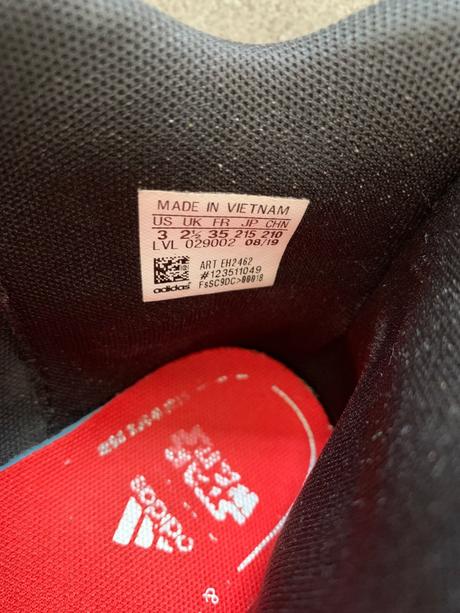 MADE IN VIETNAM
US UK FR JP CHN
3 2½ 35 215 210
LVL 029002 08/19
ART EH2462
#123511049
adidas FsSC9DC>00018
adidas